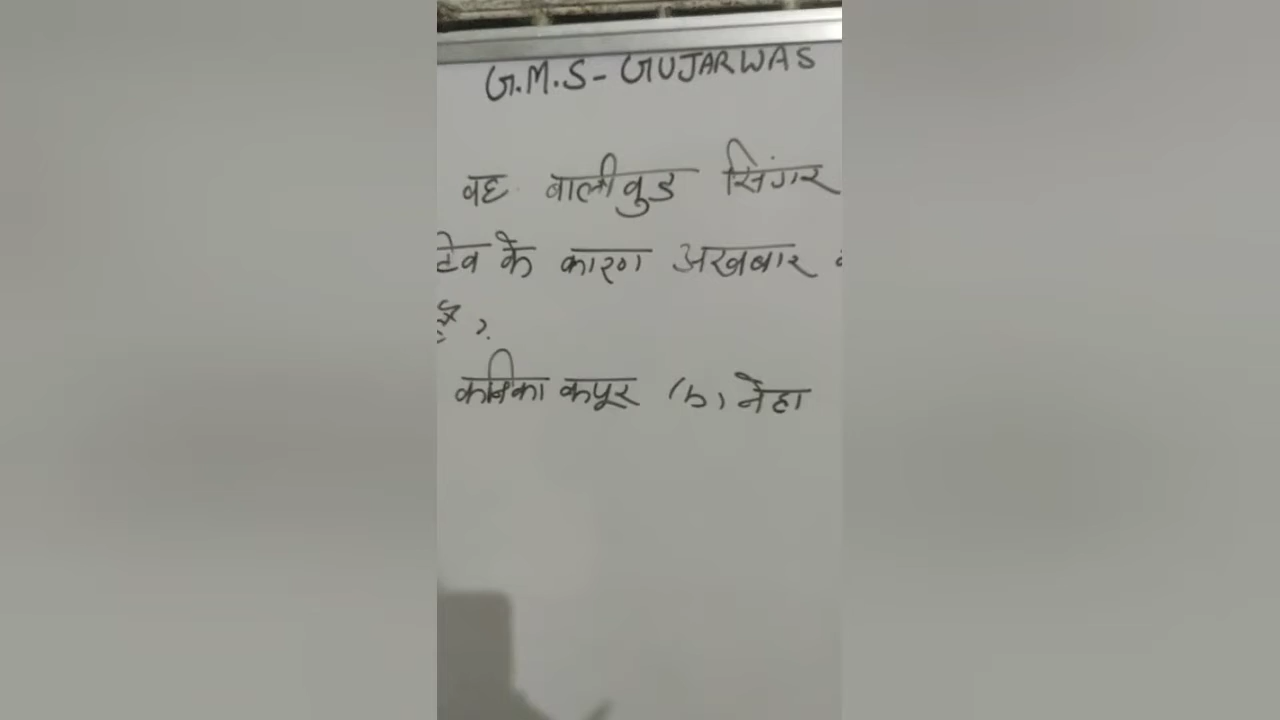 G.M.S- GUJARWAS
वह बालीवुड सिंगर
टिव के कारण अखबार
है ?
कनिका कपूर (b) नेहा